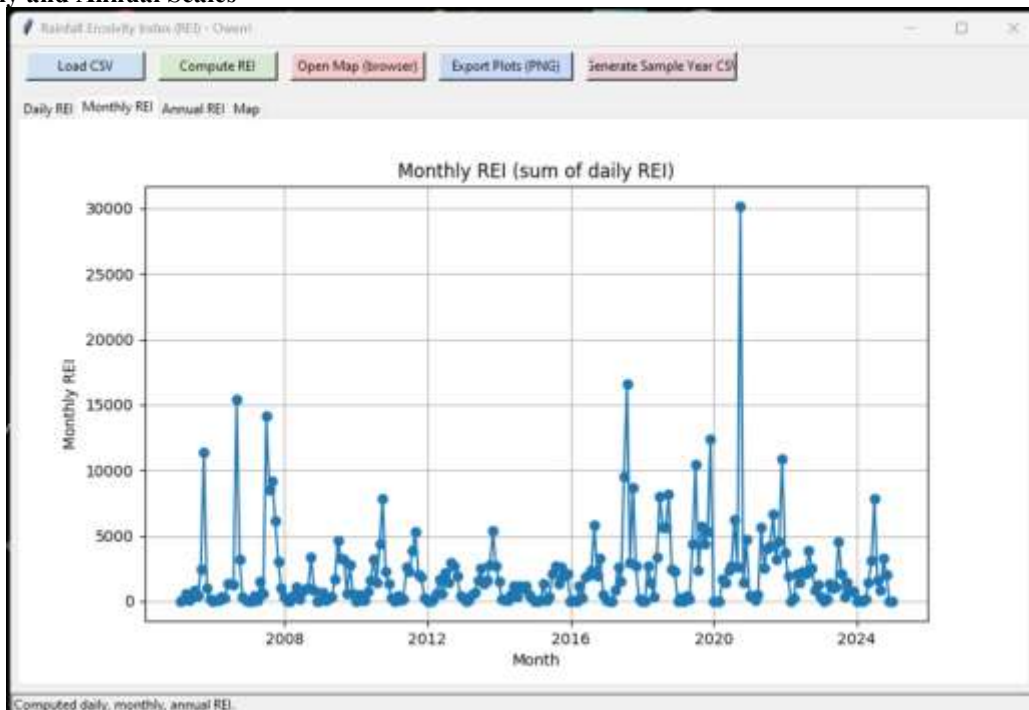 y and Annual Scales
Rainfall Erosivity Index (REI) - Owerri
Load CSV Compute REI Open Map (browser) Export Plots (PNG) Generate Sample Year CSV
Daily REI Monthly REI Annual REI Map
Monthly REI (sum of daily REI)
30000
25000
20000
15000
10000
5000
0
Monthly REI
2008 2012 2016 2020 2024
Month
Computed daily, monthly, annual REI.